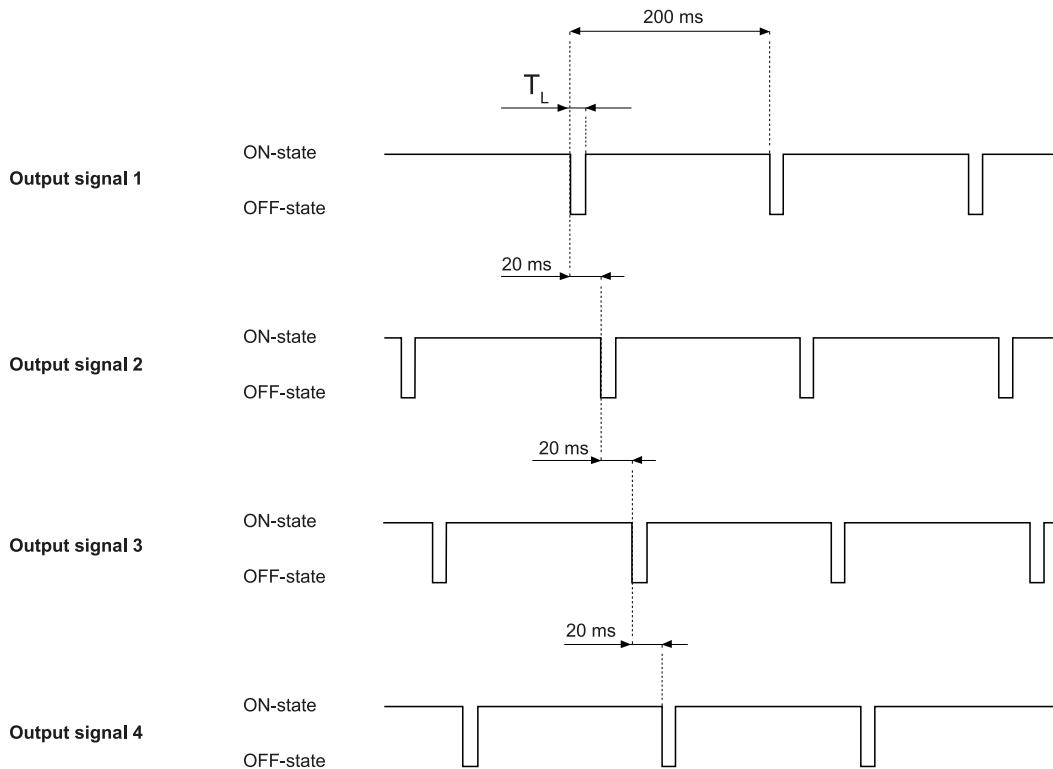 200 ms
TL
ON-state
Output signal 1
OFF-state
20 ms
ON-state
Output signal 2
OFF-state
20 ms
ON-state
Output signal 3
OFF-state
20 ms
ON-state
Output signal 4
OFF-state